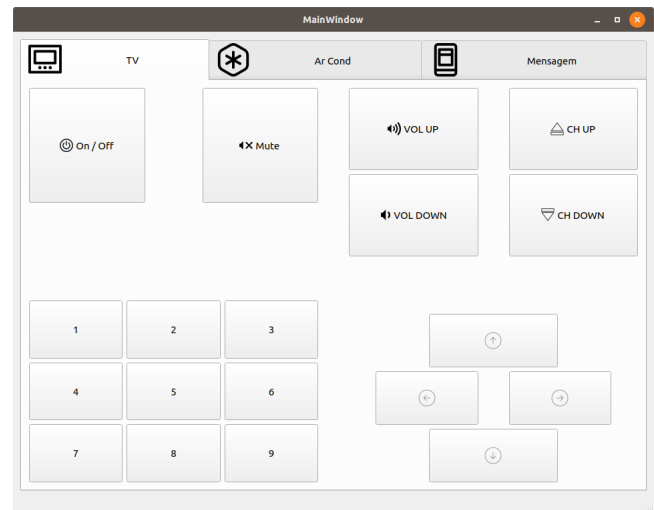 MainWindow
TV
Ar Cond
Mensagem
On / Off
Mute
VOL UP
CH UP
VOL DOWN
CH DOWN
1 2 3
4 5 6
7 8 9